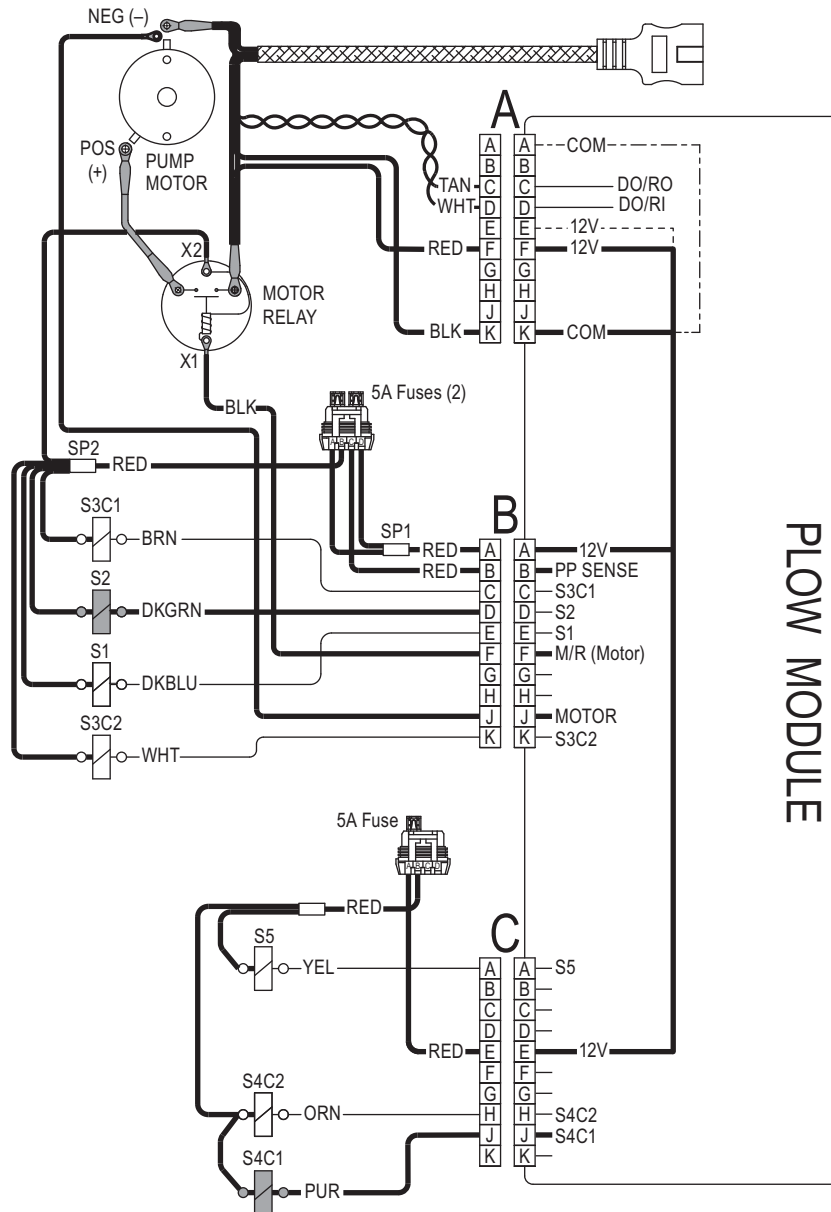 NEG (–)
POS
(+)
PUMP
MOTOR
A
A A COM
B B
TAN C C DO/RO
WHT D D DO/RI
E E 12V
RED F F 12V
G G
H H
J J
BLK K K COM
X2
MOTOR
RELAY
X1
BLK
5A Fuses (2)
A B C D
SP2
RED
SP1
B
RED A A 12V
RED B B PP SENSE
S3C1
BRN C C S3C1
S2
DKGRN D D S2
E E S1
S1
DKBLU
F F M/R (Motor)
G G
H H
S3C2
J J MOTOR
WHT K K S3C2
PLOW MODULE
5A Fuse
A B C D
RED
C
S5
YEL A A S5
B B
C C
D D
RED E E 12V
F F
G G
S4C2
ORN H H S4C2
J J S4C1
K K
S4C1
PUR